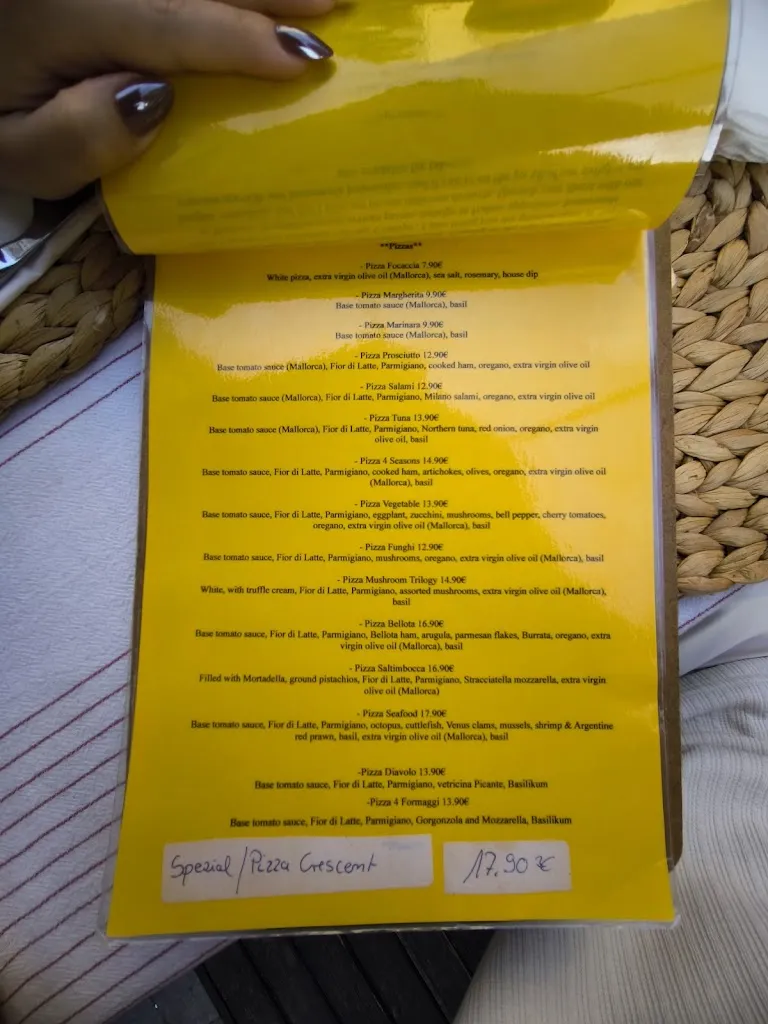 **Pizzas**
- Pizza Focaccia 7.90€
White pizza, extra virgin olive oil (Mallorca), sea salt, rosemary, house dip
- Pizza Margherita 9.90€
Base tomato sauce (Mallorca), basil
- Pizza Marinara 9.90€
Base tomato sauce (Mallorca), basil
- Pizza Prosciutto 12.90€
Base tomato sauce (Mallorca), Fior di Latte, Parmigiano, cooked ham, oregano, extra virgin olive oil
- Pizza Salami 12.90€
Base tomato sauce (Mallorca), Fior di Latte, Parmigiano, Milano salami, oregano, extra virgin olive oil
- Pizza Tuna 13.90€
Base tomato sauce (Mallorca), Fior di Latte, Parmigiano, Northern tuna, red onion, oregano, extra virgin
olive oil, basil
- Pizza 4 Seasons 14.90€
Base tomato sauce, Fior di Latte, Parmigiano, cooked ham, artichokes, olives, oregano, extra virgin olive oil
(Mallorca), basil
- Pizza Vegetable 13.90€
Base tomato sauce, Fior di Latte, Parmigiano, eggplant, zucchini, mushrooms, bell pepper, cherry tomatoes,
oregano, extra virgin olive oil (Mallorca), basil
- Pizza Funghi 12.90€
Base tomato sauce, Fior di Latte, Parmigiano, mushrooms, oregano, extra virgin olive oil (Mallorca), basil
- Pizza Mushroom Trilogy 14.90€
White, with truffle cream, Fior di Latte, Parmigiano, assorted mushrooms, extra virgin olive oil (Mallorca),
basil
- Pizza Bellota 16.90€
Base tomato sauce, Fior di Latte, Parmigiano, Bellota ham, arugula, parmesan flakes, Burrata, oregano, extra
virgin olive oil (Mallorca), basil
- Pizza Saltimbocca 16.90€
Filled with Mortadella, ground pistachios, Fior di Latte, Parmigiano, Stracciatella mozzarella, extra virgin
olive oil (Mallorca)
- Pizza Seafood 17.90€
Base tomato sauce, Fior di Latte, Parmigiano, octopus, cuttlefish, Venus clams, mussels, shrimp & Argentine
red prawn, basil, extra virgin olive oil (Mallorca), basil
-Pizza Diavolo 13.90€
Base tomato sauce, Fior di Latte, Parmigiano, vetricina Picante, Basilikum
-Pizza 4 Formaggi 13.90€
Base tomato sauce, Fior di Latte, Parmigiano, Gorgonzola and Mozzarella, Basilikum
Spezial/Pizza Crescent 17,90 €